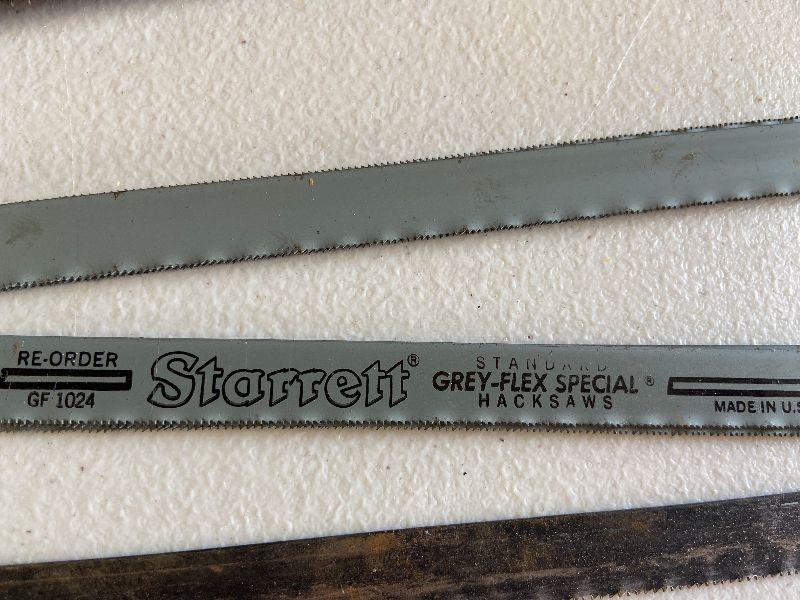 RE-ORDER
GF 1024
Starrett®
STANDARD
GREY-FLEX SPECIAL®
HACKSAWS
MADE IN U.S